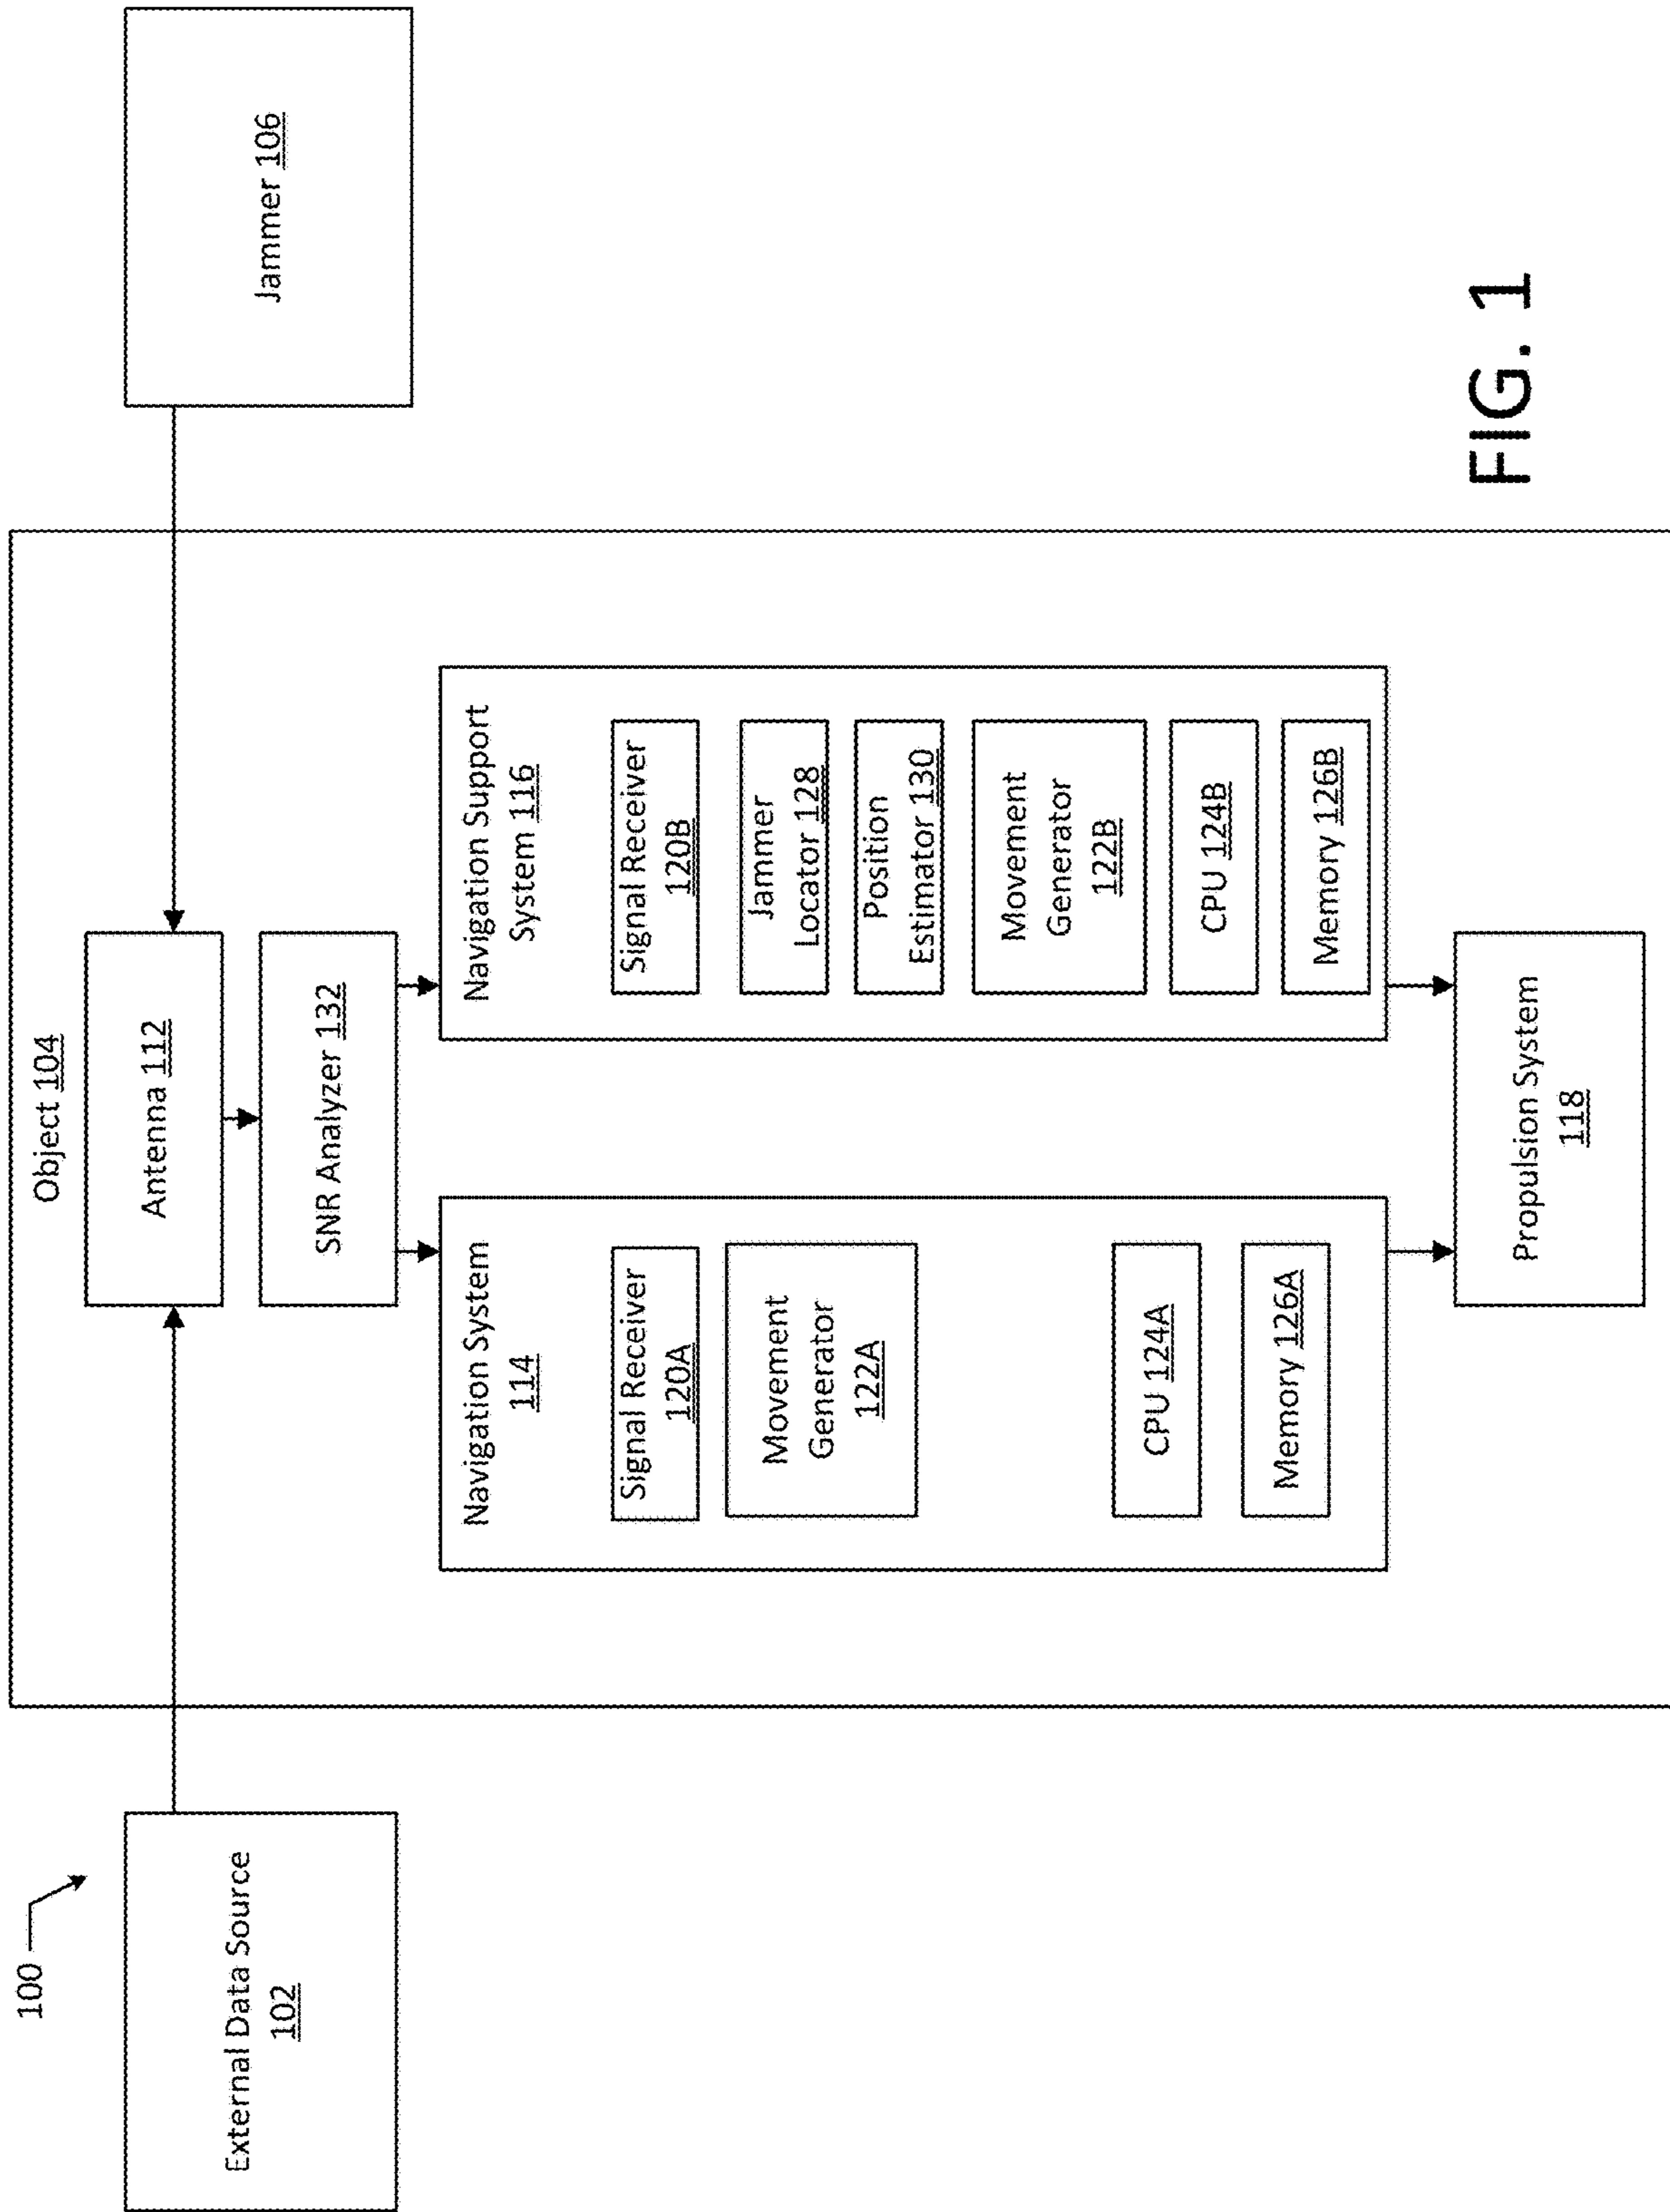 100
External Data Source
102
Object 104
Antenna 112
SNR Analyzer 132
Navigation System
114
Signal Receiver
120A
Movement
Generator
122A
CPU 124A
Memory 126A
Navigation Support
System 116
Signal Receiver
120B
Jammer
Locator 128
Position
Estimator 130
Movement
Generator
122B
CPU 124B
Memory 126B
Propulsion System
118
Jammer 106
FIG. 1